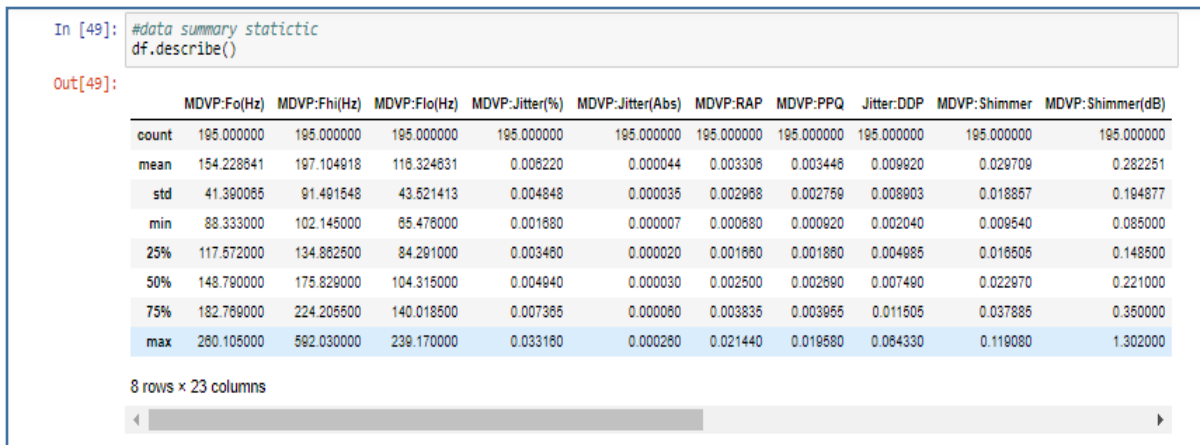 In [49]: #data summary statictic
df.describe()
Out[49]:
MDVP:Fo(Hz) MDVP:Fhi(Hz) MDVP:Flo(Hz) MDVP:Jitter(%) MDVP:Jitter(Abs) MDVP:RAP MDVP:PPQ Jitter:DDP MDVP:Shimmer MDVP:Shimmer(dB)
count 195.000000 195.000000 195.000000 195.000000 195.000000 195.000000 195.000000 195.000000 195.000000 195.000000
mean 154.228641 197.104918 116.324631 0.006220 0.000044 0.003306 0.003446 0.009920 0.029709 0.282251
std 41.390065 91.491548 43.521413 0.004848 0.000035 0.002968 0.002759 0.008903 0.018857 0.194877
min 88.333000 102.145000 65.476000 0.001680 0.000007 0.000680 0.000920 0.002040 0.009540 0.085000
25% 117.572000 134.862500 84.291000 0.003460 0.000020 0.001660 0.001860 0.004985 0.016505 0.148500
50% 148.790000 175.829000 104.315000 0.004940 0.000030 0.002500 0.002690 0.007490 0.022970 0.221000
75% 182.769000 224.205500 140.018500 0.007365 0.000060 0.003835 0.003955 0.011505 0.037885 0.350000
max 260.105000 592.030000 239.170000 0.033160 0.000260 0.021440 0.019580 0.064330 0.119080 1.302000
8 rows × 23 columns